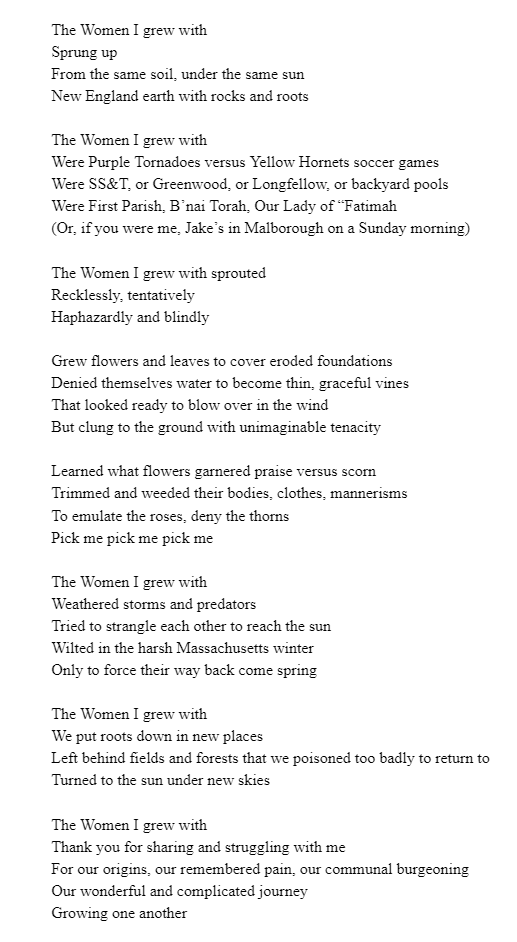 The Women I grew with
Sprung up
From the same soil, under the same sun
New England earth with rocks and roots

The Women I grew with
Were Purple Tornadoes versus Yellow Hornets soccer games
Were SS&T, or Greenwood, or Longfellow, or backyard pools
Were First Parish, B’nai Torah, Our Lady of “Fatimah
(Or, if you were me, Jake’s in Malborough on a Sunday morning)

The Women I grew with sprouted
Recklessly, tentatively
Haphazardly and blindly

Grew flowers and leaves to cover eroded foundations
Denied themselves water to become thin, graceful vines
That looked ready to blow over in the wind
But clung to the ground with unimaginable tenacity

Learned what flowers garnered praise versus scorn
Trimmed and weeded their bodies, clothes, mannerisms
To emulate the roses, deny the thorns
Pick me pick me pick me

The Women I grew with
Weathered storms and predators
Tried to strangle each other to reach the sun
Wilted in the harsh Massachusetts winter
Only to force their way back come spring

The Women I grew with
We put roots down in new places
Left behind fields and forests that we poisoned too badly to return to
Turned to the sun under new skies

The Women I grew with
Thank you for sharing and struggling with me
For our origins, our remembered pain, our communal burgeoning
Our wonderful and complicated journey
Growing one another